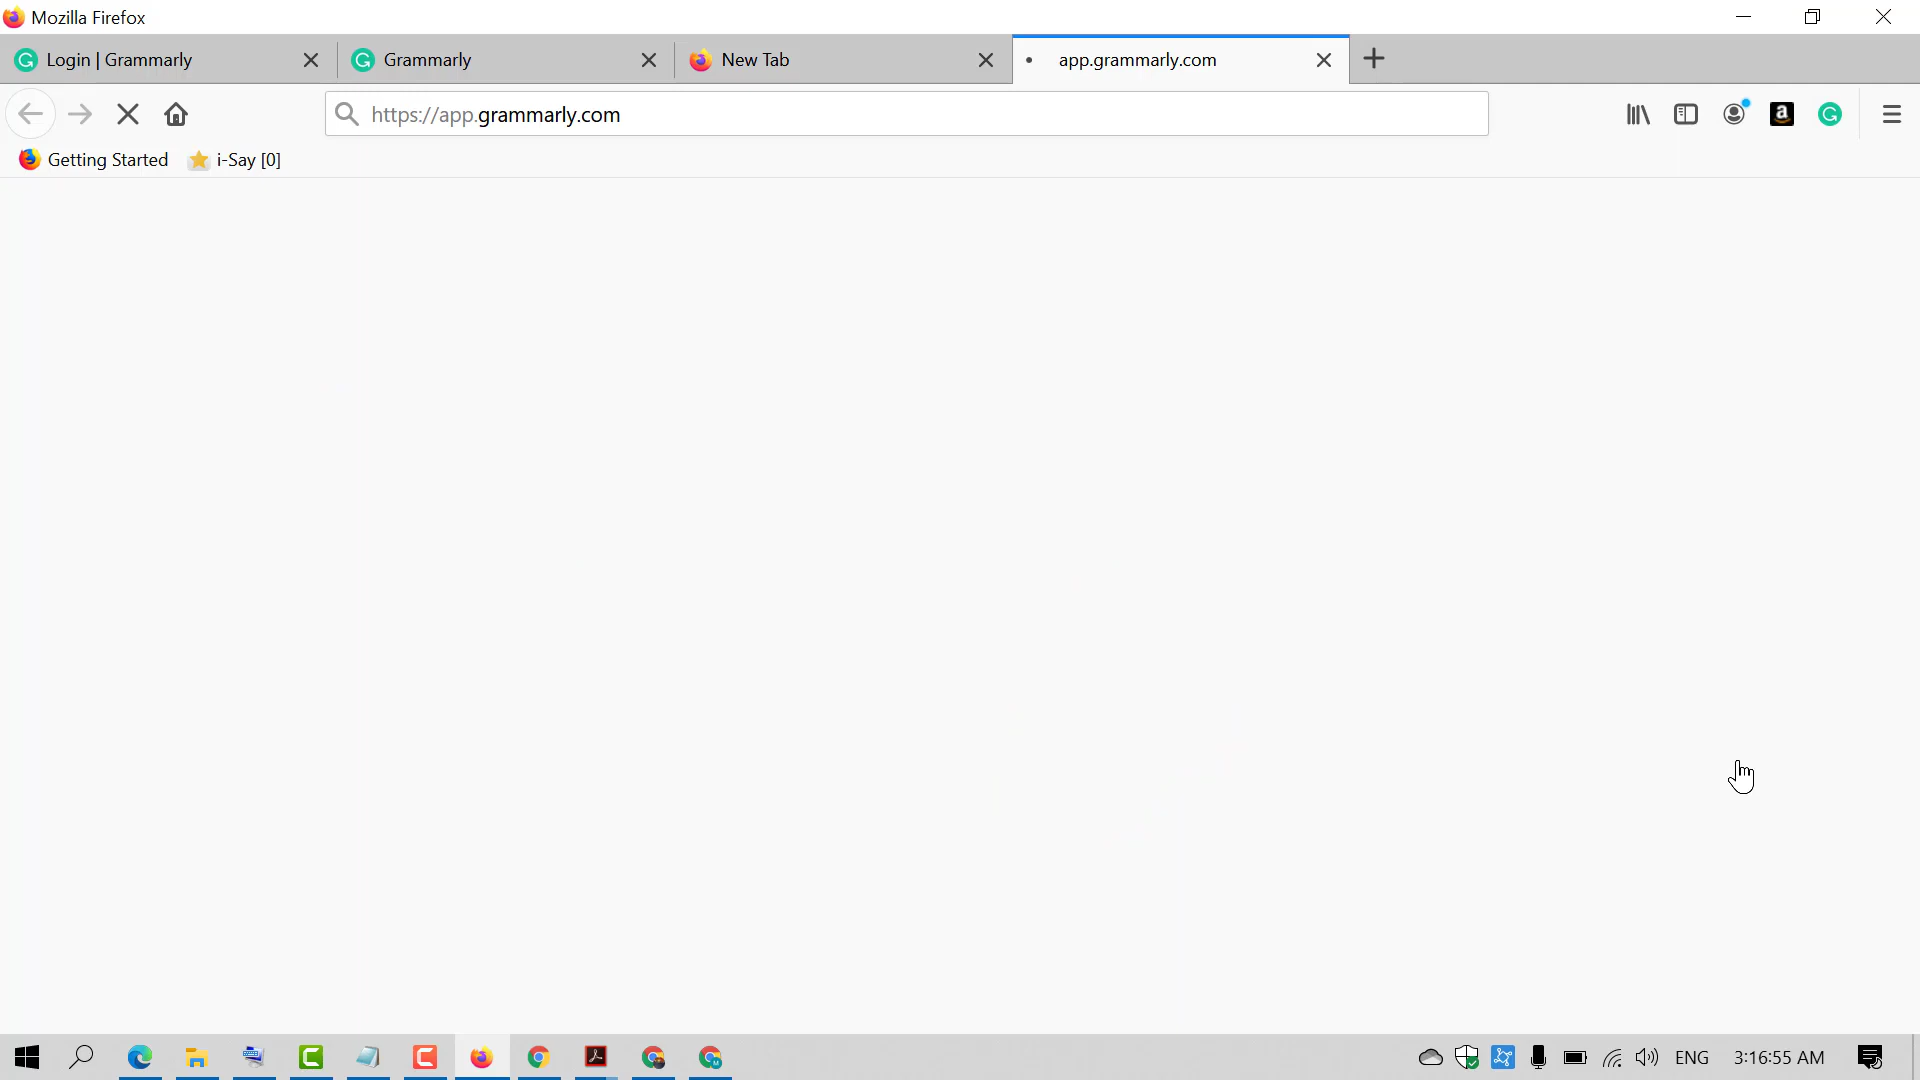 Mozilla Firefox
Login | Grammarly
Grammarly
New Tab
app.grammarly.com
https://app.grammarly.com
Getting Started
i-Say [0]
ENG
3:16:55 AM